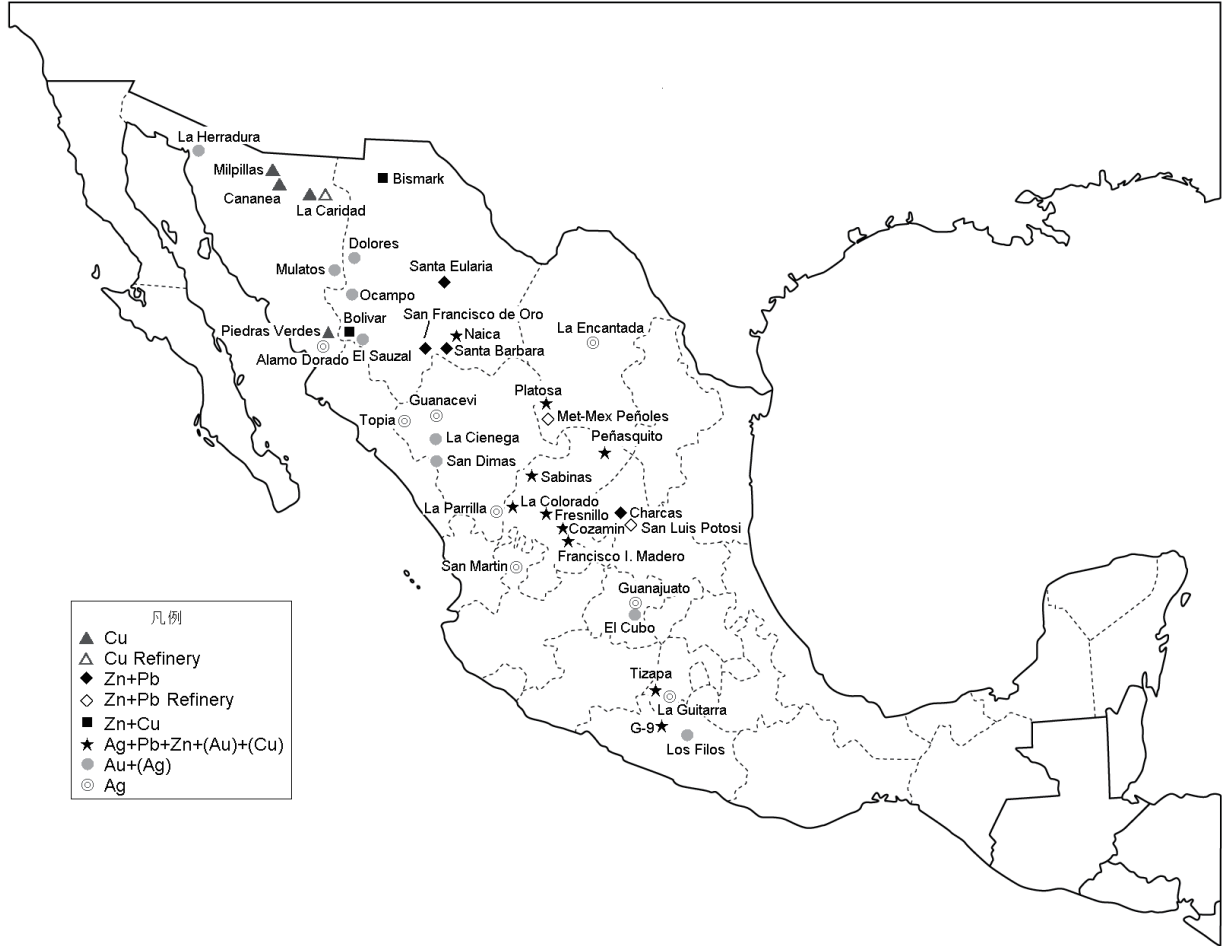 La Herradura
Milpillas
Bismark
Cananea
La Caridad
Dolores
Mulatos
Santa Eularia
Ocampo
San Francisco de Oro
Bolivar
Piedras Verdes
Naica
La Encantada
Alamo Dorado
El Sauzal
Santa Barbara
Platosa
Guanacevi
Met-Mex Peñoles
Topia
La Cienega
Peñasquito
San Dimas
Sabinas
La Colorado
La Parrilla
Fresnillo
Charcas
Cozamin
San Luis Potosi
Francisco I. Madero
San Martin
Guanajuato
El Cubo
Tizapa
La Guitarra
G-9
Los Filos
凡例
Cu
Cu Refinery
Zn+Pb
Zn+Pb Refinery
Zn+Cu
Ag+Pb+Zn+(Au)+(Cu)
Au+(Ag)
Ag